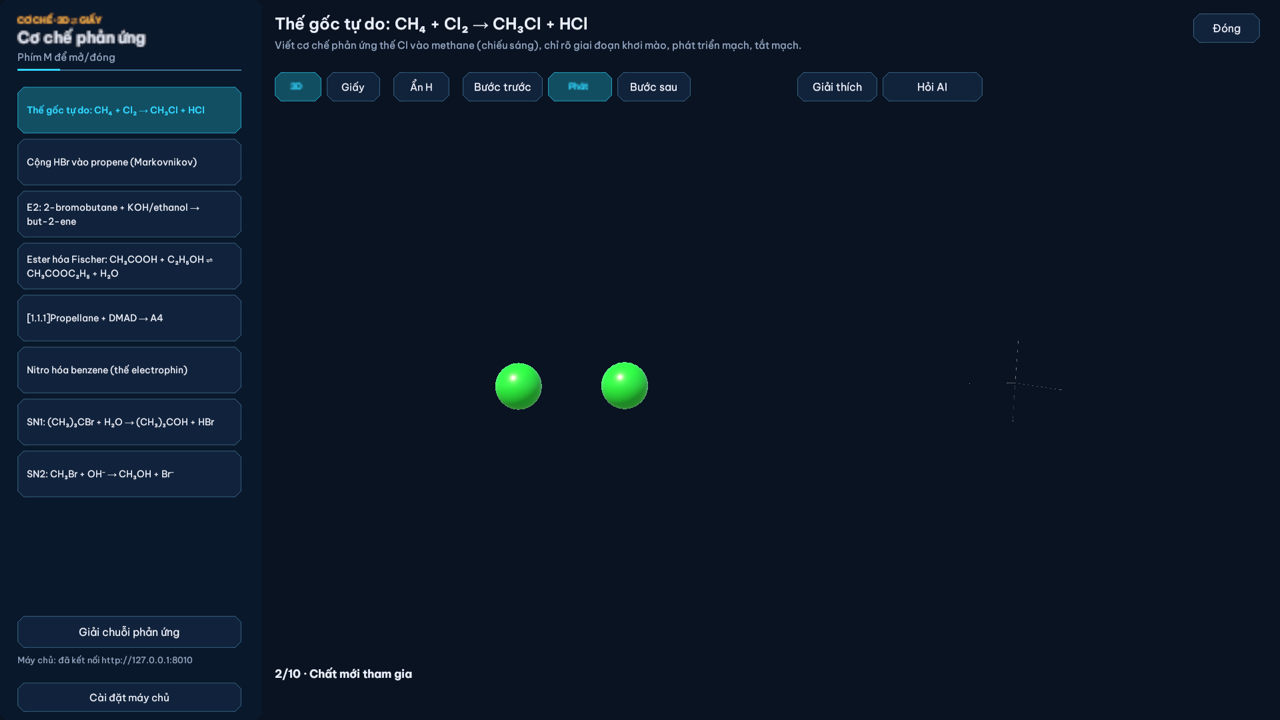 CƠ CHẾ · 3D ⇄ GIẤY
Cơ chế phản ứng
Phím M để mở/đóng
Thế gốc tự do: CH₄ + Cl₂ → CH₃Cl + HCl
Cộng HBr vào propene (Markovnikov)
E2: 2-bromobutane + KOH/ethanol →
but-2-ene
Ester hóa Fischer: CH₃COOH + C₂H₅OH ⇌
CH₃COOC₂H₅ + H₂O
[1.1.1]Propellane + DMAD → A4
Nitro hóa benzene (thế electrophin)
SN1: (CH₃)₃CBr + H₂O → (CH₃)₃COH + HBr
SN2: CH₃Br + OH⁻ → CH₃OH + Br⁻
Giải chuỗi phản ứng
Máy chủ: đã kết nối http://127.0.0.1:8010
Cài đặt máy chủ
Thế gốc tự do: CH₄ + Cl₂ → CH₃Cl + HCl
Viết cơ chế phản ứng thế Cl vào methane (chiếu sáng), chỉ rõ giai đoạn khơi mào, phát triển mạch, tắt mạch.
Đóng
3D
Giấy
Ẩn H
Bước trước
Phát
Bước sau
Giải thích
Hỏi AI
2/10 · Chất mới tham gia